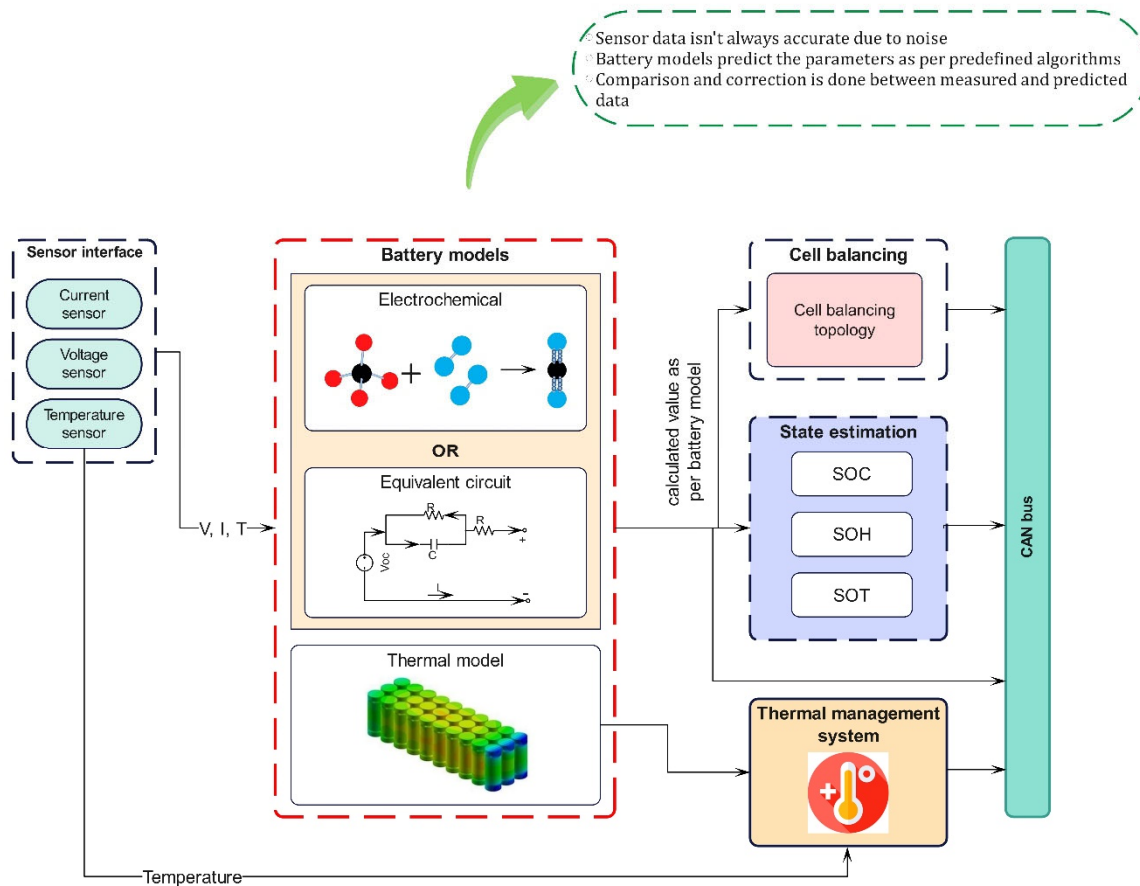 Sensor data isn't always accurate due to noise
Battery models predict the parameters as per predefined algorithms
Comparison and correction is done between measured and predicted
data
Sensor interface
Current
sensor
Voltage
sensor
Temperature
sensor
V, I, T
Temperature
Battery models
Electrochemical
OR
Equivalent circuit
R
R
C
Voc
+
I
-
Thermal model
calculated value as
per battery model
Cell balancing
Cell balancing
topology
State estimation
SOC
SOH
SOT
Thermal management
system
CAN bus